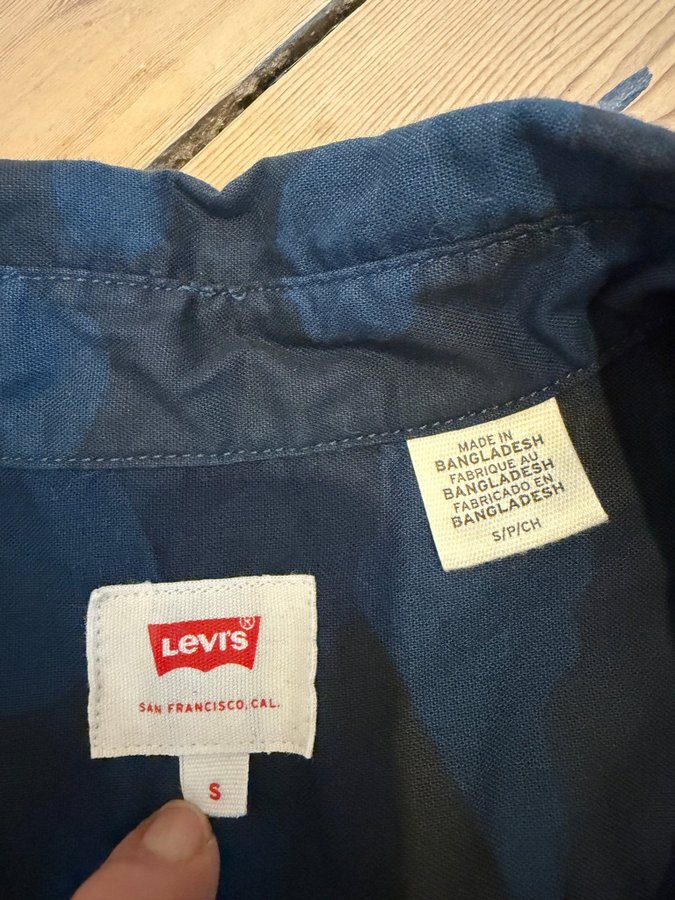 MADE IN
BANGLADESH
FABRIQUE AU
BANGLADESH
FABRICADO EN
BANGLADESH
S/P/CH
LEVI'S ®
SAN FRANCISCO, CAL.
S